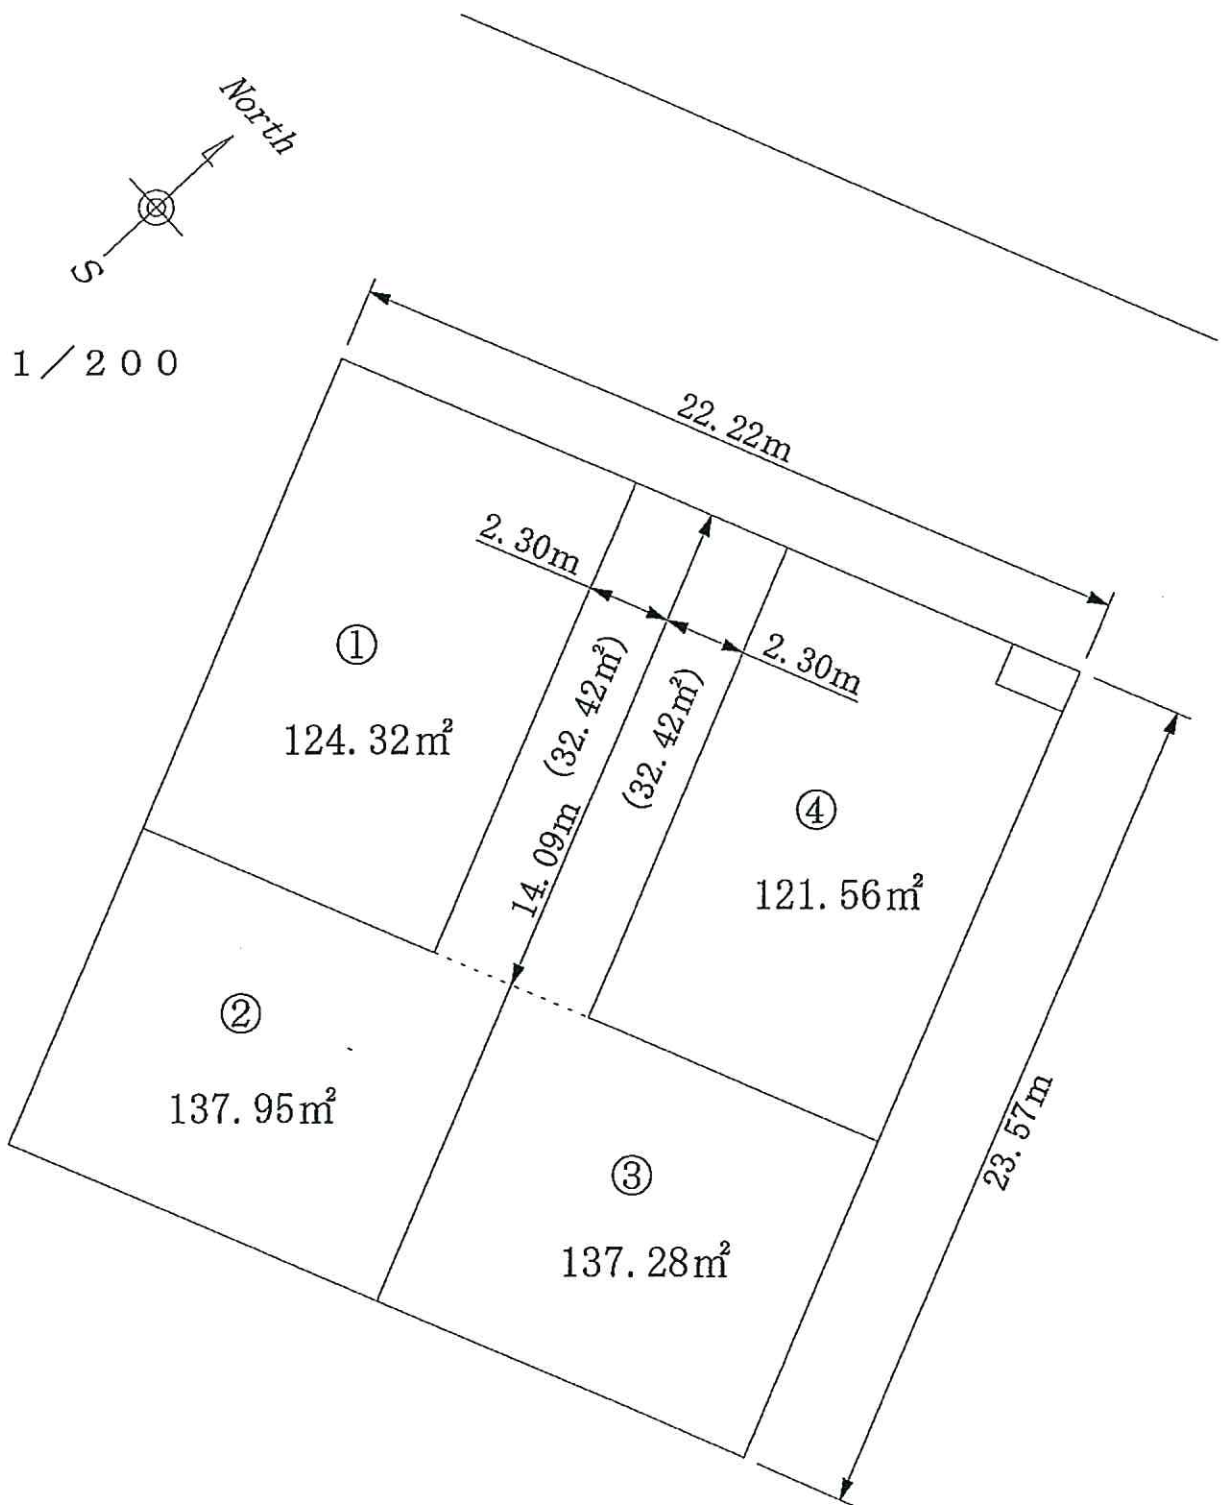 North
S
1／200
22.22m
2.30m
2.30m
①
124.32㎡
(32.42㎡)
(32.42㎡)
14.09m
④
121.56㎡
②
137.95㎡
③
137.28㎡
23.57m